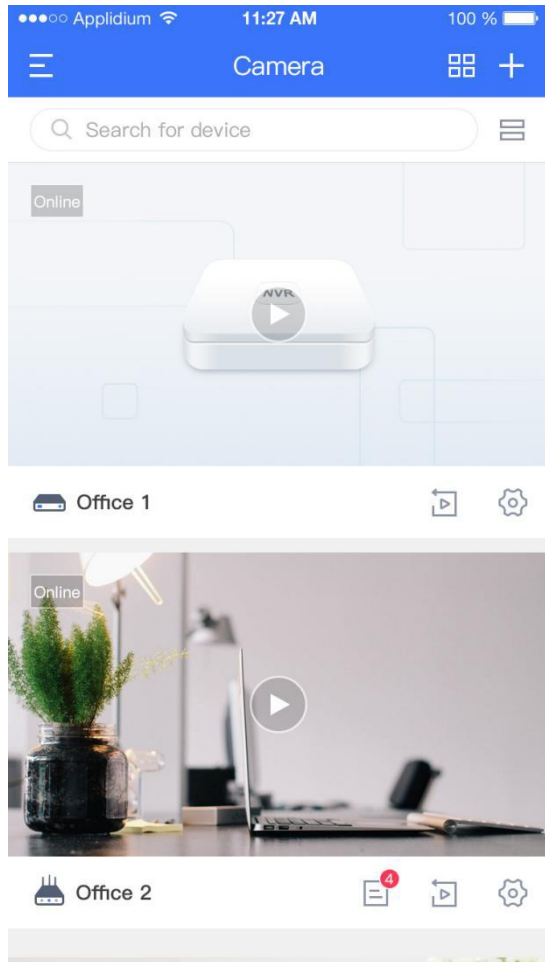 Applidium 11:27 AM 100 %
Camera
Search for device
Online
NVR
Office 1
Online
4
Office 2